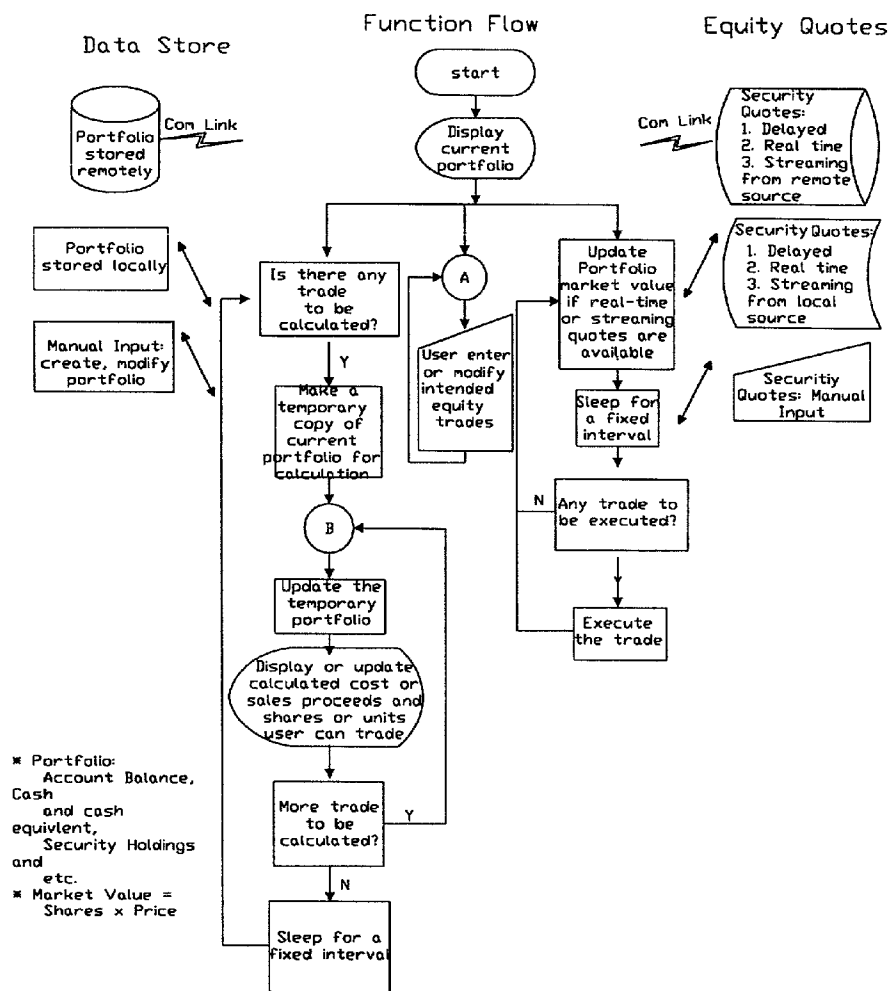 Data Store
Function Flow
Equity Quotes
Portfolio
stored
remotely
Com Link
start
Display
current
portfolio
Com Link
Security
Quotes:
1. Delayed
2. Real time
3. Streaming
from remote
source
Portfolio
stored locally
Manual Input:
create, modify
portfolio
Is there any
trade
to be
calculated?
Y
Make a
temporary
copy of
current
portfolio for
calculation
B
Update the
temporary
portfolio
Display or update
calculated cost or
sales proceeds and
shares or units
user can trade
More trade
to be
calculated?
Y
N
Sleep for a
fixed interval
A
User enter
or modify
intended
equity
trades
Update
Portfolio
market value
if real-time
or streaming
quotes are
available
Sleep for
a fixed
interval
Any trade to
be executed?
N
Y
Execute
the trade
Security Quotes:
1. Delayed
2. Real time
3. Streaming
from local
source
Securitiy
Quotes: Manual
Input
* Portfolio:
Account Balance,
Cash
and cash
equivlent,
Security Holdings
and
etc.
* Market Value =
Shares x Price